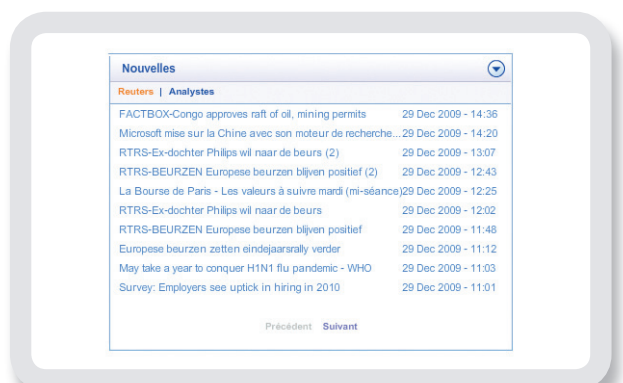 Nouvelles
Reuters | Analystes
FACTBOX-Congo approves raft of oil, mining permits 29 Dec 2009 - 14:36
Microsoft mise sur la Chine avec son moteur de recherche... 29 Dec 2009 - 14:20
RTRS-Ex-dochter Philips wil naar de beurs (2) 29 Dec 2009 - 13:07
RTRS-BEURZEN Europese beurzen blijven positief (2) 29 Dec 2009 - 12:43
La Bourse de Paris - Les valeurs à suivre mardi (mi-séance) 29 Dec 2009 - 12:25
RTRS-Ex-dochter Philips wil naar de beurs 29 Dec 2009 - 12:02
RTRS-BEURZEN Europese beurzen blijven positief 29 Dec 2009 - 11:48
Europese beurzen zetten eindejaarsrally verder 29 Dec 2009 - 11:12
May take a year to conquer H1N1 flu pandemic - WHO 29 Dec 2009 - 11:03
Survey: Employers see uptick in hiring in 2010 29 Dec 2009 - 11:01
Précédent Suivant